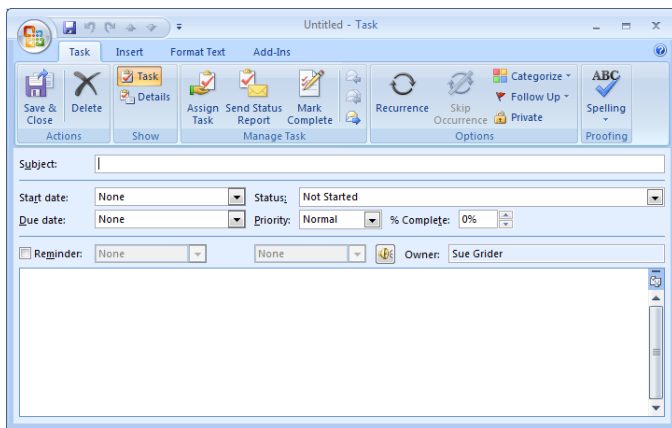 Untitled - Task
Task Insert Format Text Add-Ins
Save & Close
Delete
Task
Details
Assign Task
Send Status Report
Mark Complete
Recurrence
Skip Occurrence
Categorize
Follow Up
Private
ABC
Spelling
Actions Show Manage Task Options Proofing
Subject:
Start date: None Status: Not Started
Due date: None Priority: Normal % Complete: 0%
Reminder: None None Owner: Sue Grider